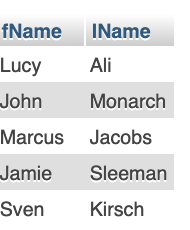 fName lName
Lucy Ali
John Monarch
Marcus Jacobs
Jamie Sleeman
Sven Kirsch